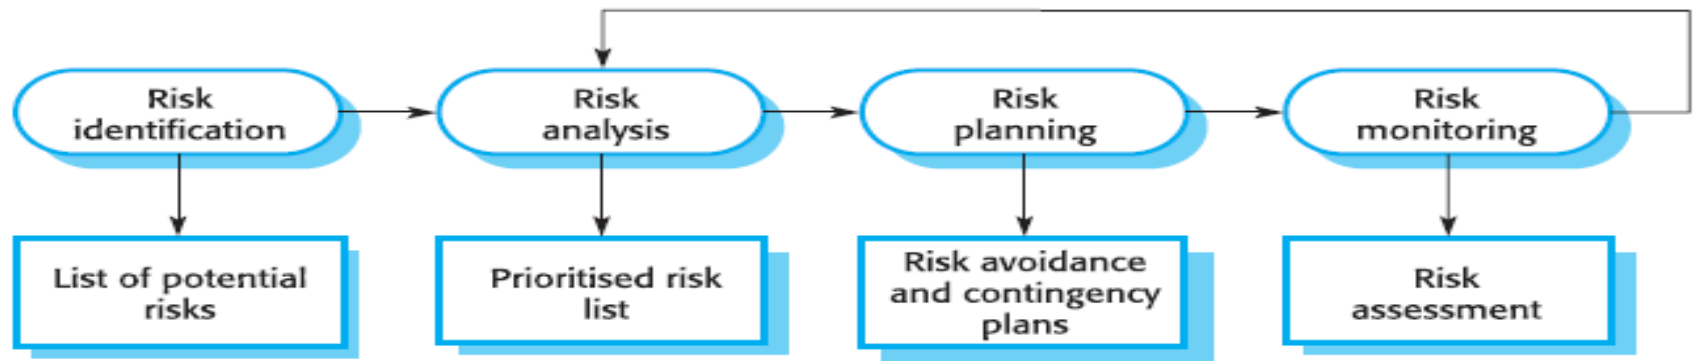 Risk
identification
Risk
analysis
Risk
planning
Risk
monitoring
List of potential
risks
Prioritised risk
list
Risk avoidance
and contingency
plans
Risk
assessment